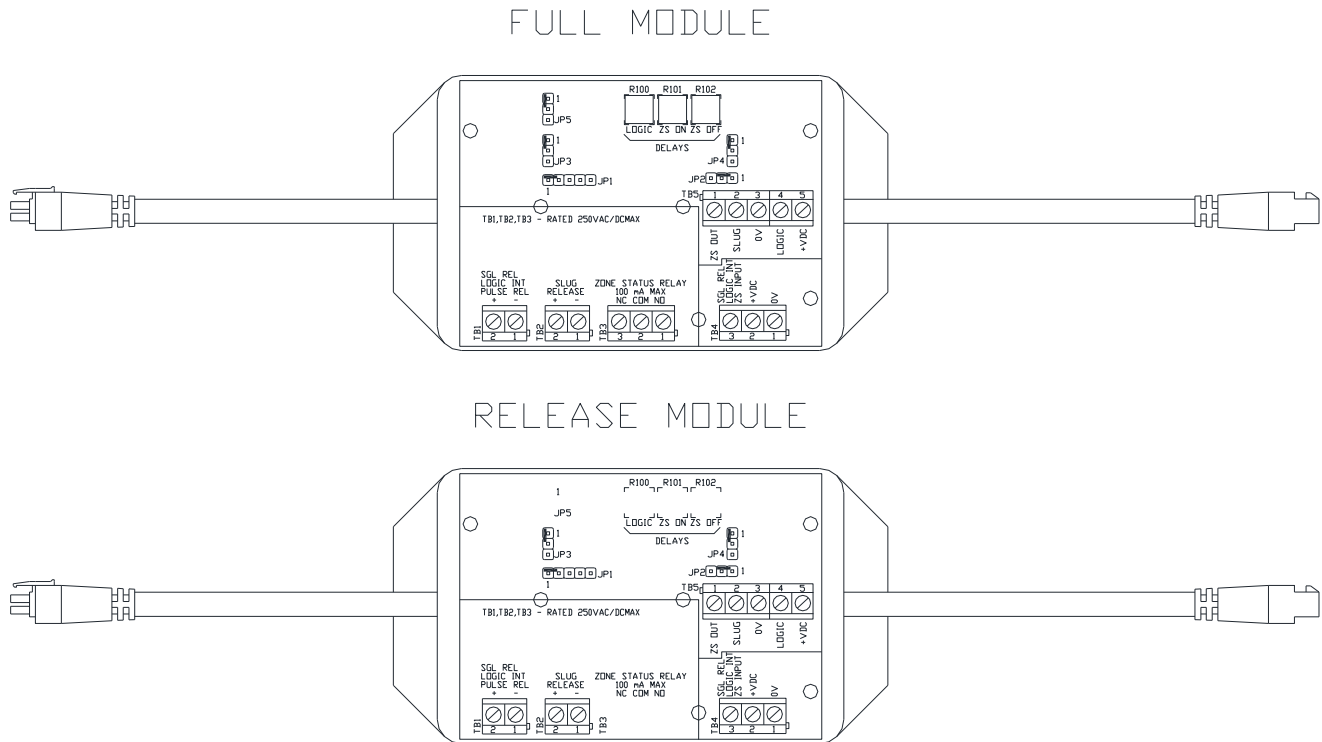 FULL MODULE
R100 R101 R102
1
JP5
LOGIC ZS ON ZS OFF
DELAYS
1
JP3
1
JP4
JP1
1
JP2 1
TB5
1 2 3 4 5
ZS OUT
SLUG
0V
LOGIC
+VDC
TB1,TB2,TB3 - RATED 250VAC/DCMAX
SGL REL
LOGIC INT
PULSE REL
+ -
TB1
2 1
SLUG
RELEASE
+ -
TB2
2 1
ZONE STATUS RELAY
100 mA MAX
NC COM NO
TB3
3 2 1
SGL REL
LOGIC INT
ZS INPUT
+VDC
0V
TB4
3 2 1
RELEASE MODULE
R100 R101 R102
1
JP5
LOGIC ZS ON ZS OFF
DELAYS
1
JP3
1
JP4
JP1
1
JP2 1
TB5
1 2 3 4 5
ZS OUT
SLUG
0V
LOGIC
+VDC
TB1,TB2,TB3 - RATED 250VAC/DCMAX
SGL REL
LOGIC INT
PULSE REL
+ -
TB1
2 1
SLUG
RELEASE
+ -
TB2
2 1
ZONE STATUS RELAY
100 mA MAX
NC COM NO
TB3
SGL REL
LOGIC INT
ZS INPUT
+VDC
0V
TB4
3 2 1